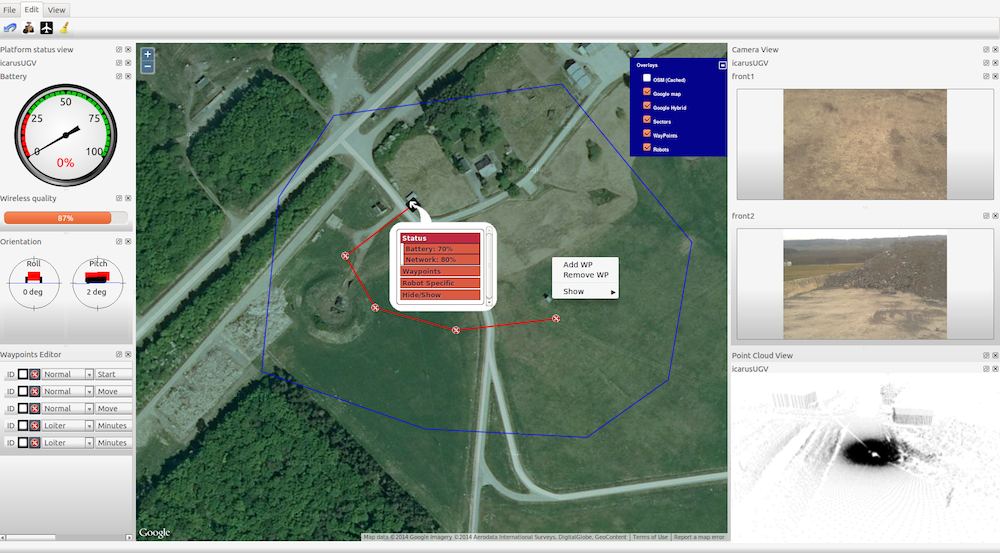 File Edit View
Platform status view
icarusUGV
Battery
0 25 50 75 100
0%
Wireless quality
87%
Orientation
Roll Pitch
0 deg 2 deg
Waypoints Editor
ID Normal Start
ID Normal Move
ID Normal Move
ID Loiter Minutes
ID Loiter Minutes
+
−
Overlays
OSM (Cached)
Google map
Google Hybrid
Sectors
WayPoints
Robots
Status
Battery: 70%
Network: 80%
Waypoints
Robot Specific
Hide/Show
Add WP
Remove WP
Show
Google
Map data ©2014 Google Imagery ©2014 Aerodata International Surveys, DigitalGlobe, GeoContent Terms of Use Report a map error
Camera View
icarusUGV
front1
front2
Point Cloud View
icarusUGV